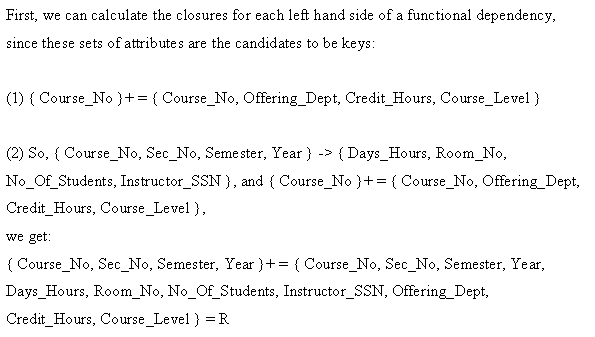 First, we can calculate the closures for each left hand side of a functional dependency,
since these sets of attributes are the candidates to be keys:
(1) { Course_No }+ = { Course_No, Offering_Dept, Credit_Hours, Course_Level }
(2) So, { Course_No, Sec_No, Semester, Year } -> { Days_Hours, Room_No,
No_Of_Students, Instructor_SSN }, and { Course_No }+ = { Course_No, Offering_Dept,
Credit_Hours, Course_Level },
we get:
{ Course_No, Sec_No, Semester, Year }+ = { Course_No, Sec_No, Semester, Year,
Days_Hours, Room_No, No_Of_Students, Instructor_SSN, Offering_Dept,
Credit_Hours, Course_Level } = R